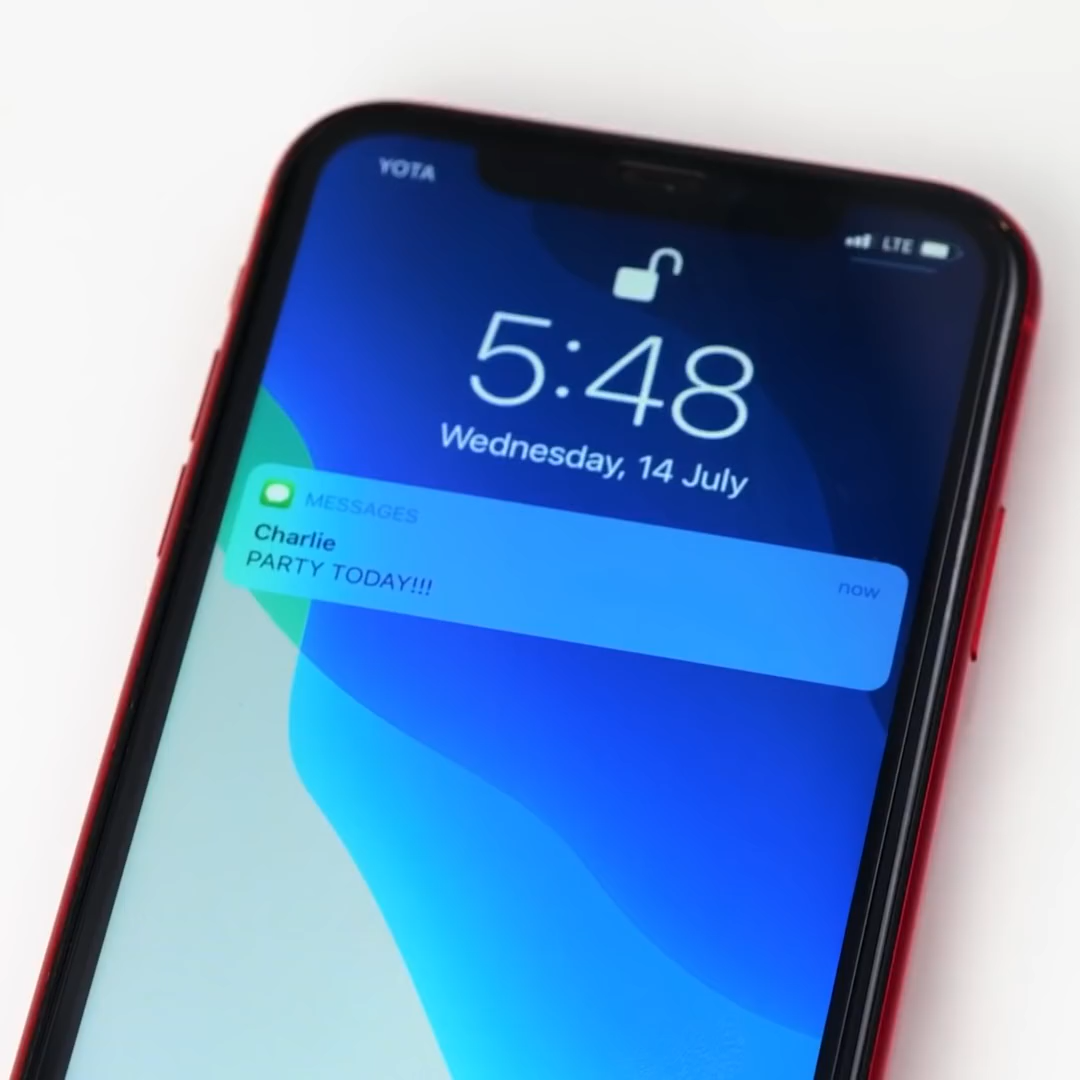 YOTA
LTE
5:48
Wednesday, 14 July
MESSAGES
now
Charlie
PARTY TODAY!!!